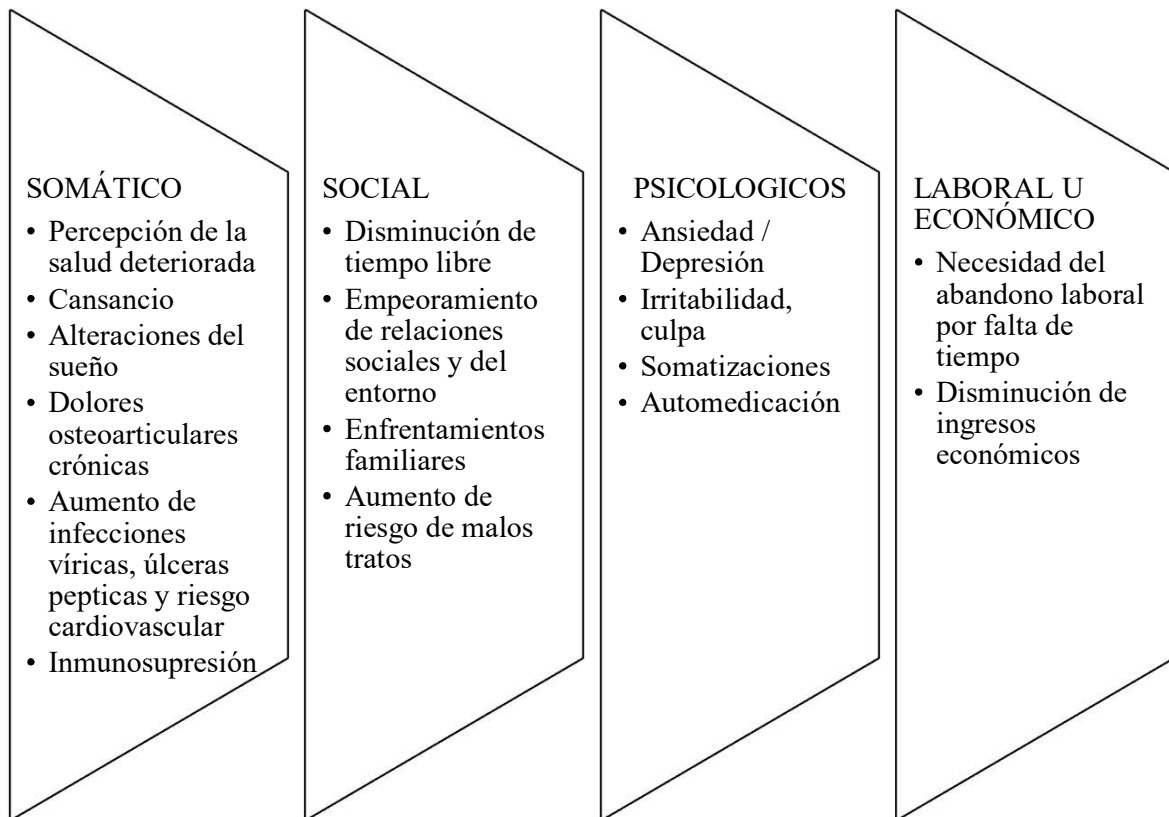 SOMÁTICO
• Percepción de la
salud deteriorada
• Cansancio
• Alteraciones del
sueño
• Dolores
osteoarticulares
crónicas
• Aumento de
infecciones
víricas, úlceras
pepticas y riesgo
cardiovascular
• Inmunosupresión
SOCIAL
• Disminución de
tiempo libre
• Empeoramiento
de relaciones
sociales y del
entorno
• Enfrentamientos
familiares
• Aumento de
riesgo de malos
tratos
PSICOLOGICOS
• Ansiedad /
Depresión
• Irritabilidad,
culpa
• Somatizaciones
• Automedicación
LABORAL U
ECONÓMICO
• Necesidad del
abandono laboral
por falta de
tiempo
• Disminución de
ingresos
económicos